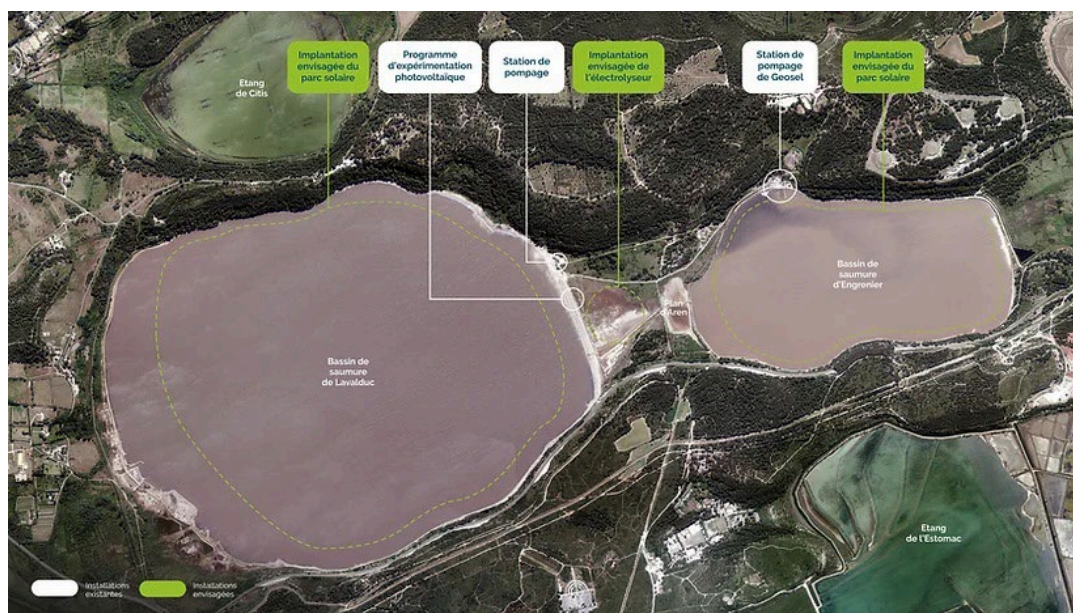 Implantation
envisagée du
parc solaire
Programme
d'expérimentation
photovoltaïque
Station de
pompage
Implantation
envisagée de
l'électrolyseur
Station de
pompage
de Geosel
Implantation
envisagée du
parc solaire
Etang
de Citis
Bassin de
saumure
d'Engrenier
Plan
d'Aren
Bassin de
saumure
de Lavalduc
Etang
de l'Estomac
Installations
existantes
Installations
envisagées